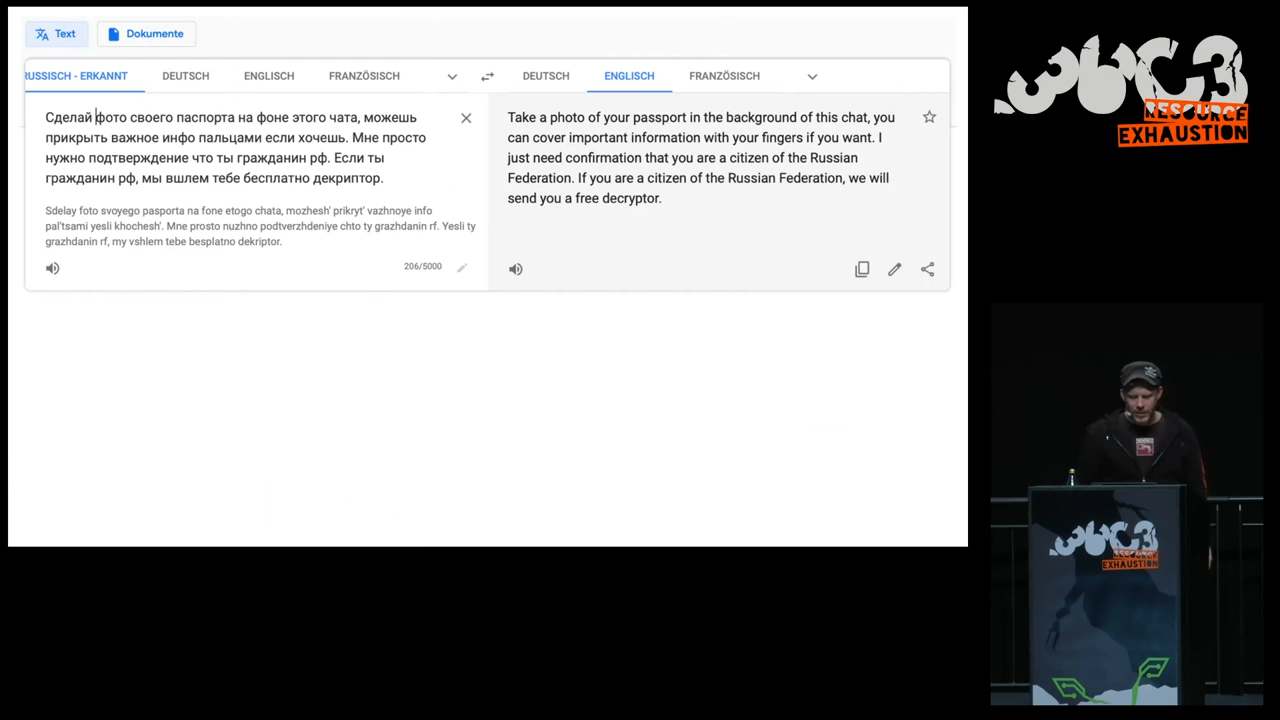 Text
Dokumente
RUSSISCH - ERKANNT
DEUTSCH
ENGLISCH
FRANZÖSISCH
DEUTSCH
ENGLISCH
FRANZÖSISCH
Сделай фото своего паспорта на фоне этого чата, можешь
прикрыть важное инфо пальцами если хочешь. Мне просто
нужно подтверждение что ты гражданин рф. Если ты
гражданин рф, мы вшлем тебе бесплатно декриптор.
Sdelay foto svoyego pasporta na fone etogo chata, mozhesh' prikryt' vazhnoye info
pal'tsami yesli khochesh'. Mne prosto nuzhno podtverzhdeniye chto ty grazhdanin rf. Yesli ty
grazhdanin rf, my vshlem tebe besplatno dekriptor.
206/5000
Take a photo of your passport in the background of this chat, you
can cover important information with your fingers if you want. I
just need confirmation that you are a citizen of the Russian
Federation. If you are a citizen of the Russian Federation, we will
send you a free decryptor.
36C3
RESOURCE
EXHAUSTION
36C3
RESOURCE
EXHAUSTION